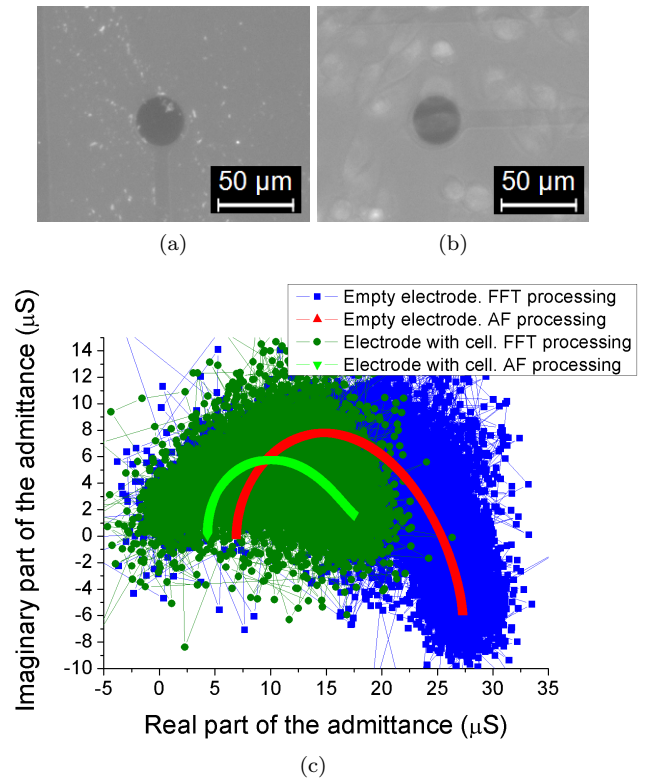 50 µm
50 µm
(a)
(b)
Empty electrode. FFT processing
Empty electrode. AF processing
Electrode with cell. FFT processing
Electrode with cell. AF processing
Imaginary part of the admittance (µS)
14
12
10
8
6
4
2
0
-2
-4
-6
-8
-10
-5
0
5
10
15
20
25
30
35
Real part of the admittance (µS)
(c)